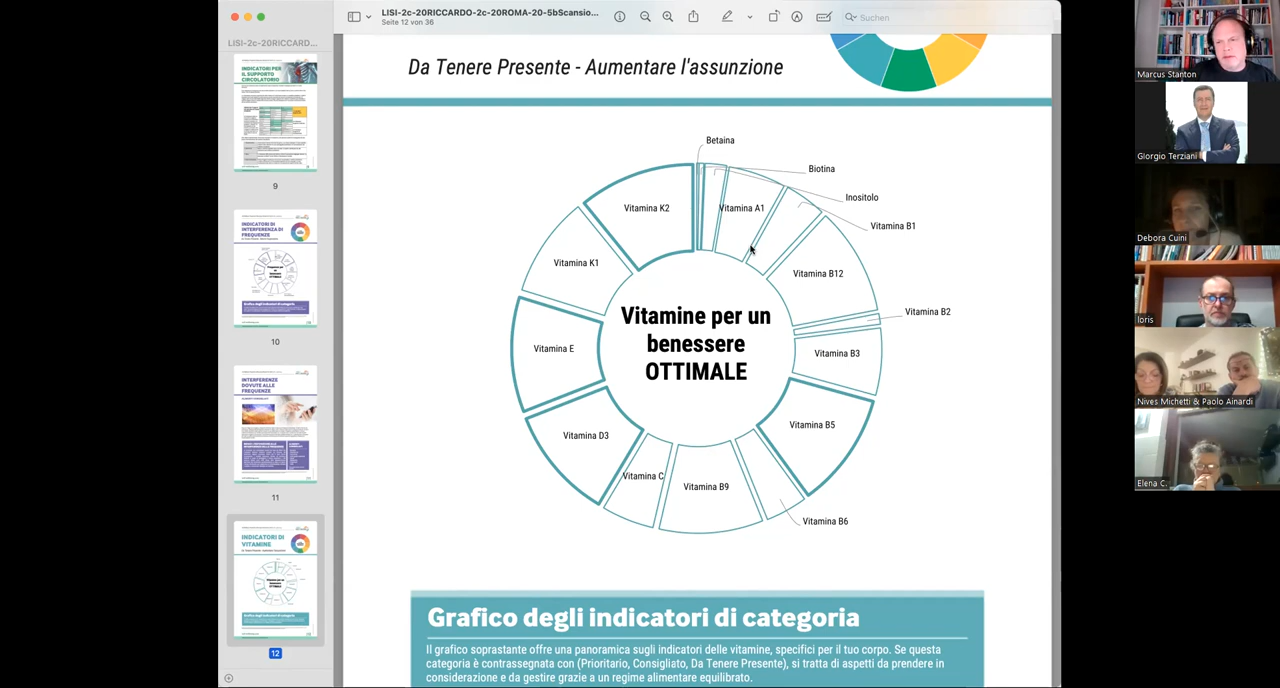 LISI-2c-20RICCARDO-2c-20ROMA-20-5bScansio...
Seite 12 von 36
Suchen
LISI-2c-20RICCARD...
INDICATORI PER
IL SUPPORTO
CIRCOLATORIO
9
INDICATORI DI
INTERFERENZA DI
FREQUENZE
10
INTERFERENZE
DOVUTE ALLE
FREQUENZE
11
INDICATORI DI
VITAMINE
12
Da Tenere Presente - Aumentare l'assunzione
Betaina
Biotina
Inositolo
Vitamina A1
Vitamina B1
Vitamina B12
Vitamina B2
Vitamina B3
Vitamina B5
Vitamina B6
Vitamina B9
Vitamina C
Vitamina D3
Vitamina E
Vitamina K1
Vitamina K2
Vitamine per un
benessere
OTTIMALE
Grafico degli indicatori di categoria
Il grafico soprastante offre una panoramica sugli indicatori delle vitamine, specifici per il tuo corpo. Se questa
categoria è contrassegnata con (Prioritario, Consigliato, Da Tenere Presente), si tratta di aspetti da prendere in
considerazione e da gestire grazie a un regime alimentare equilibrato.
Marcus Stanton
Giorgio Terziani
Debora Cuini
loris
Nives Michetti & Paolo Ainardi
Elena C.